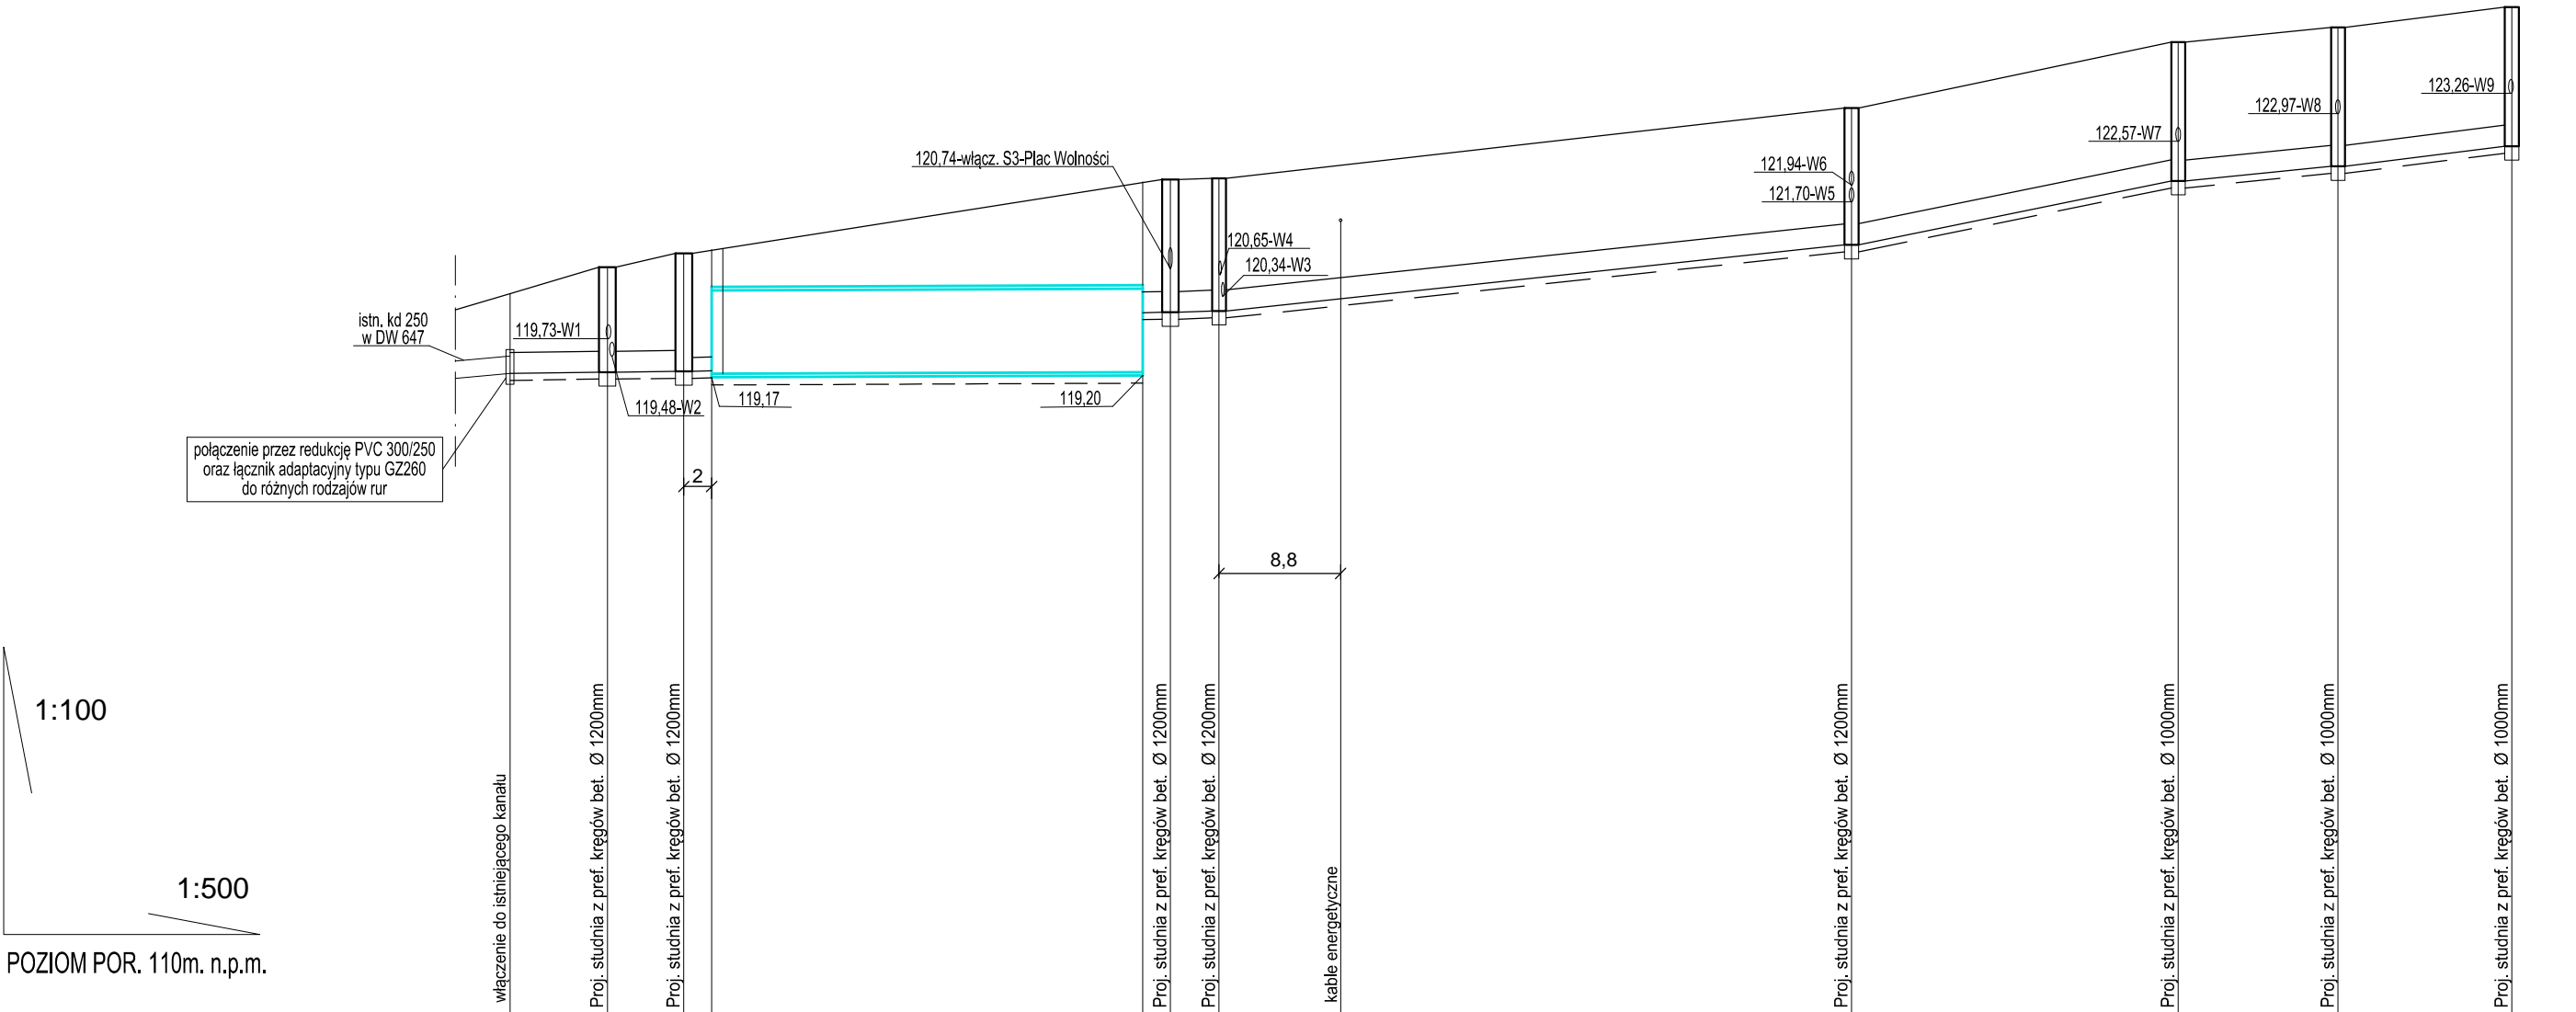 123,26-W9
122,97-W8
122,57-W7
120,74-włącz. S3-Plac Wolności
121,94-W6
121,70-W5
120,65-W4
120,34-W3
istn. kd 250
w DW 647
119,73-W1
119,48-W2
119,17
119,20
połączenie przez redukcję PVC 300/250
oraz łącznik adaptacyjny typu GZ260
do różnych rodzajów rur
2
8,8
1:100
1:500
POZIOM POR. 110m. n.p.m.
włączenie do istniejącego kanału
Proj. studnia z pref. kręgów bet. Ø 1200mm
Proj. studnia z pref. kręgów bet. Ø 1200mm
Proj. studnia z pref. kręgów bet. Ø 1200mm
Proj. studnia z pref. kręgów bet. Ø 1200mm
kable energetyczne
Proj. studnia z pref. kręgów bet. Ø 1200mm
Proj. studnia z pref. kręgów bet. Ø 1000mm
Proj. studnia z pref. kręgów bet. Ø 1000mm
Proj. studnia z pref. kręgów bet. Ø 1000mm